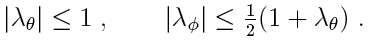 |λ_θ| ≤ 1 , |λ_ϕ| ≤ ½(1 + λ_θ) .